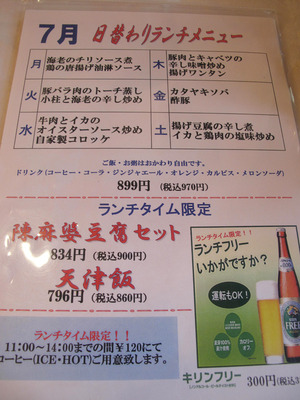 7月 日替わりランチメニュー
月 海老のチリソース煮
鶏の唐揚げ油淋ソース
火 豚バラ肉のトーチ蒸し
小柱と海老の辛し炒め
水 牛肉とイカの
オイスターソース炒め
自家製コロッケ
木 豚肉とキャベツの
辛し味噌炒め
揚げワンタン
金 カタヤキソバ
酢豚
土 揚げ豆腐の辛し煮
イカと鶏肉の塩味炒め
ご飯・お粥はおかわり自由です。
ドリンク(コーヒー・コーラ・ジンジャエール・オレンジ・カルピス・メロンソーダ)
899円 (税込970円)
ランチタイム限定
陳麻婆豆腐セット
834円 (税込900円)
天津飯
796円 (税込860円)
ランチタイム限定!!
11:00~14:00までの間¥120にて
コーヒー(ICE・HOT)ご用意致します。
ランチタイム限定!!
ランチフリー
いかがですか?
運転もOK!
FREE
キリンフリー
300円(税込3